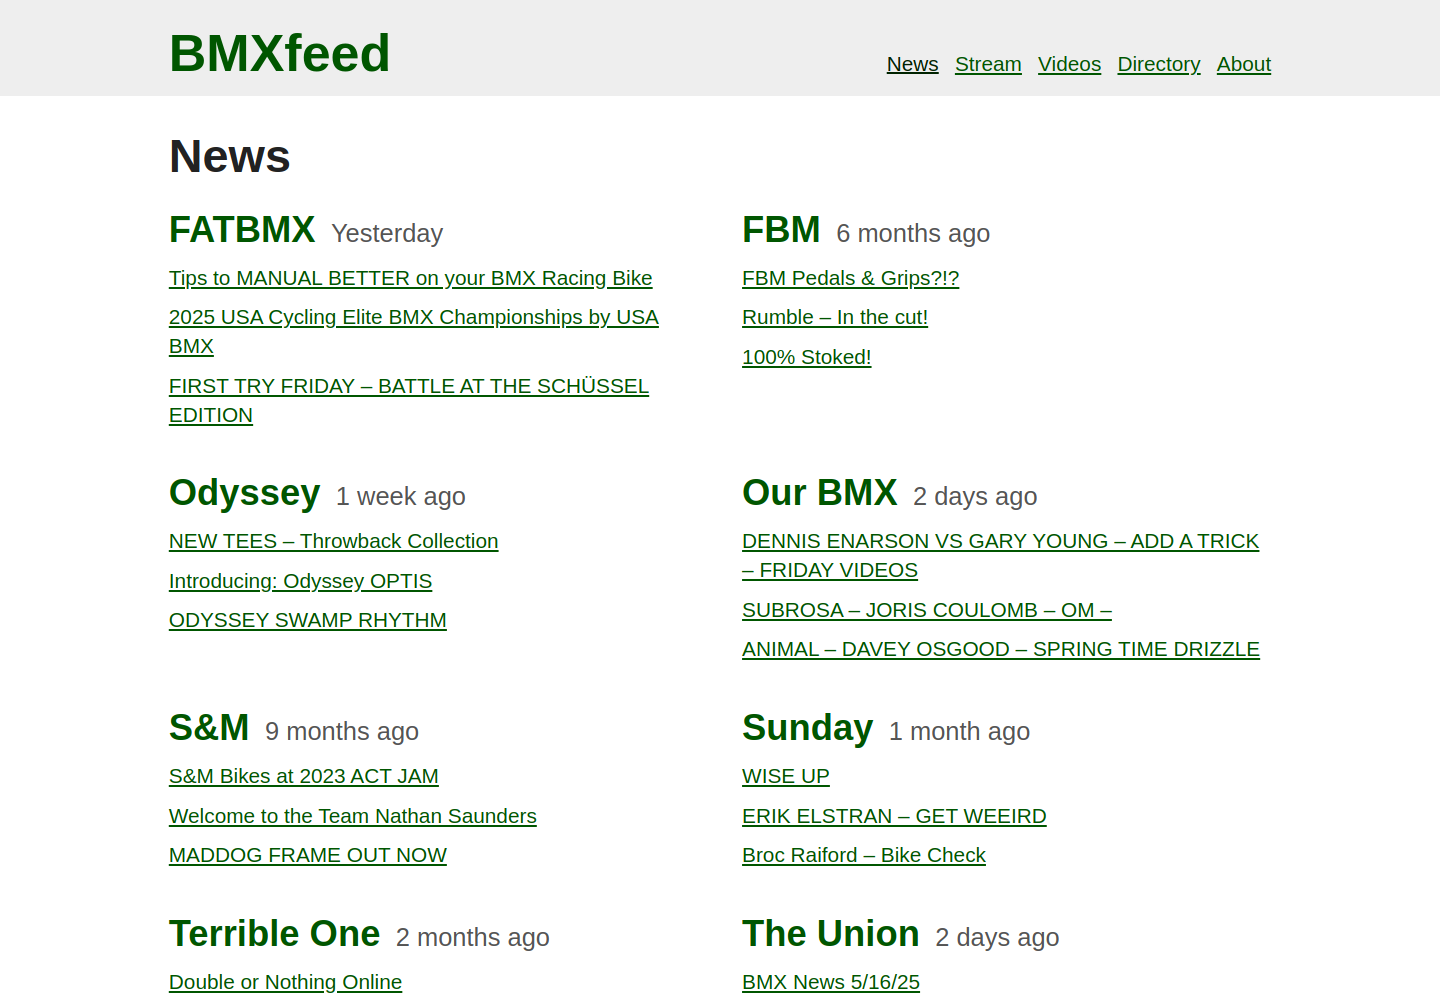 BMXfeed
News Stream Videos Directory About
News
FATBMX Yesterday
Tips to MANUAL BETTER on your BMX Racing Bike
2025 USA Cycling Elite BMX Championships by USA
BMX
FIRST TRY FRIDAY – BATTLE AT THE SCHÜSSEL
EDITION
FBM 6 months ago
FBM Pedals & Grips?!?
Rumble – In the cut!
100% Stoked!
Odyssey 1 week ago
NEW TEES – Throwback Collection
Introducing: Odyssey OPTIS
ODYSSEY SWAMP RHYTHM
Our BMX 2 days ago
DENNIS ENARSON VS GARY YOUNG – ADD A TRICK
– FRIDAY VIDEOS
SUBROSA – JORIS COULOMB – OM –
ANIMAL – DAVEY OSGOOD – SPRING TIME DRIZZLE
S&M 9 months ago
S&M Bikes at 2023 ACT JAM
Welcome to the Team Nathan Saunders
MADDOG FRAME OUT NOW
Sunday 1 month ago
WISE UP
ERIK ELSTRAN – GET WEEIRD
Broc Raiford – Bike Check
Terrible One 2 months ago
Double or Nothing Online
The Union 2 days ago
BMX News 5/16/25